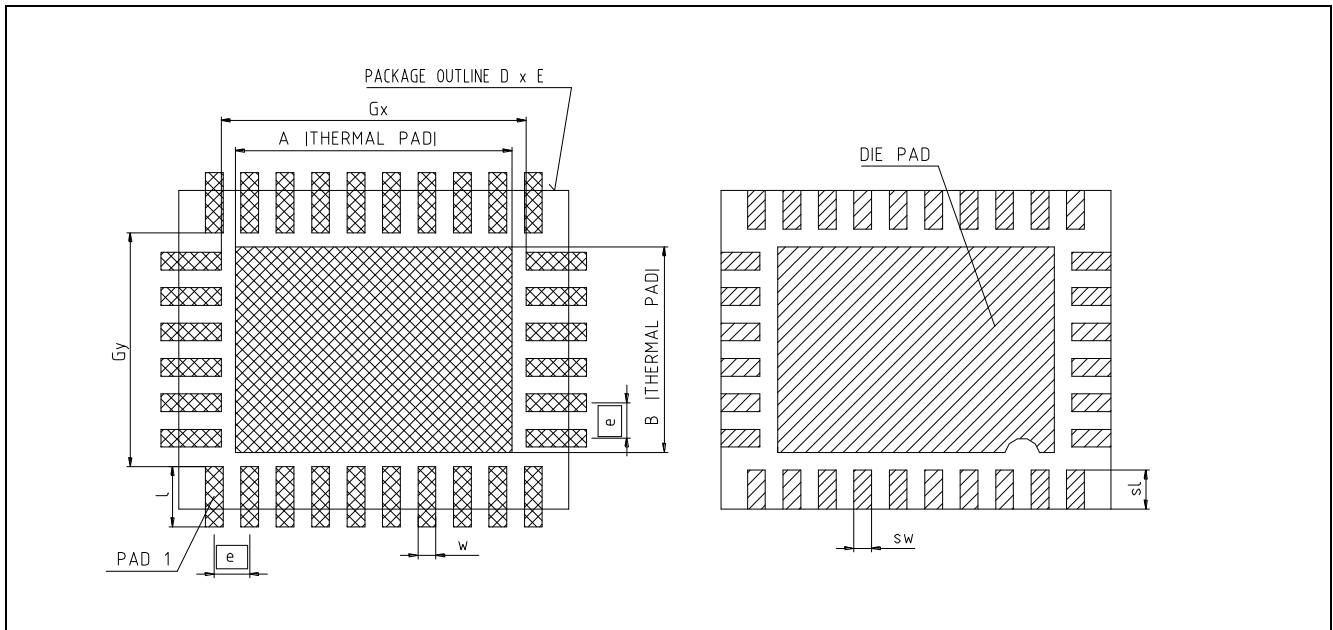 PACKAGE OUTLINE D x E
Gx
A |THERMAL PAD|
DIE PAD
Gy
B |THERMAL PAD|
e
l
sl
PAD 1
e
w
sw